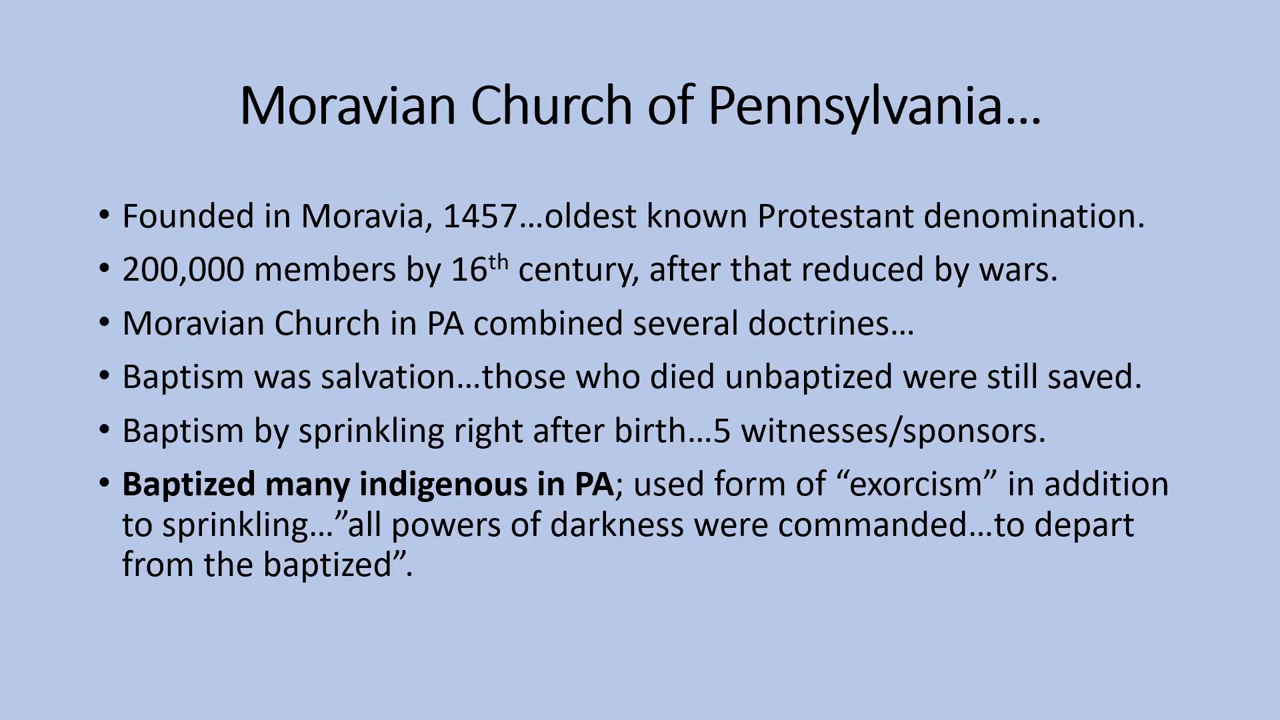 Moravian Church of Pennsylvania…
• Founded in Moravia, 1457…oldest known Protestant denomination.
• 200,000 members by 16th century, after that reduced by wars.
• Moravian Church in PA combined several doctrines…
• Baptism was salvation…those who died unbaptized were still saved.
• Baptism by sprinkling right after birth…5 witnesses/sponsors.
• Baptized many indigenous in PA; used form of “exorcism” in addition
to sprinkling…”all powers of darkness were commanded…to depart
from the baptized”.